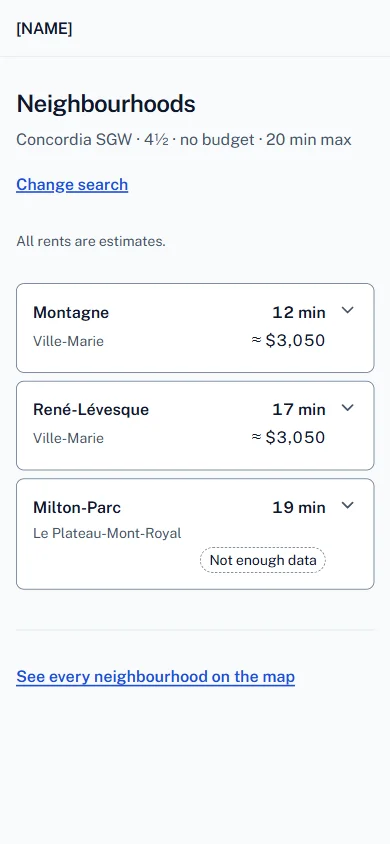 [NAME]
Neighbourhoods
Concordia SGW · 4½ · no budget · 20 min max
Change search
All rents are estimates.
Montagne 12 min
Ville-Marie ≈ $3,050
René-Lévesque 17 min
Ville-Marie ≈ $3,050
Milton-Parc 19 min
Le Plateau-Mont-Royal
Not enough data
See every neighbourhood on the map